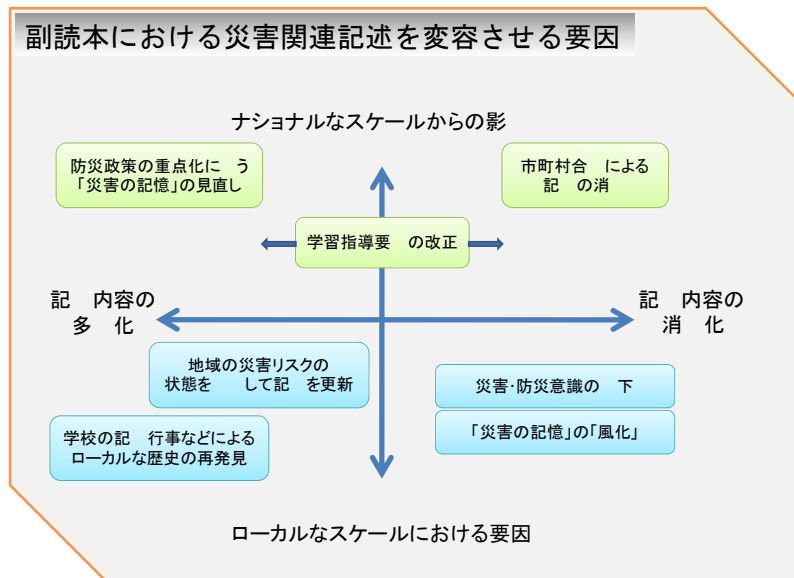 副読本における災害関連記述を変容させる要因
ナショナルなスケールからの影
防災政策の重点化に う
「災害の記憶」の見直し
市町村合 による
記 の消
学習指導要 の改正
記 内容の
多 化
記 内容の
消 化
地域の災害リスクの
状態を して記 を更新
災害・防災意識の 下
「災害の記憶」の「風化」
学校の記 行事などによる
ローカルな歴史の再発見
ローカルなスケールにおける要因